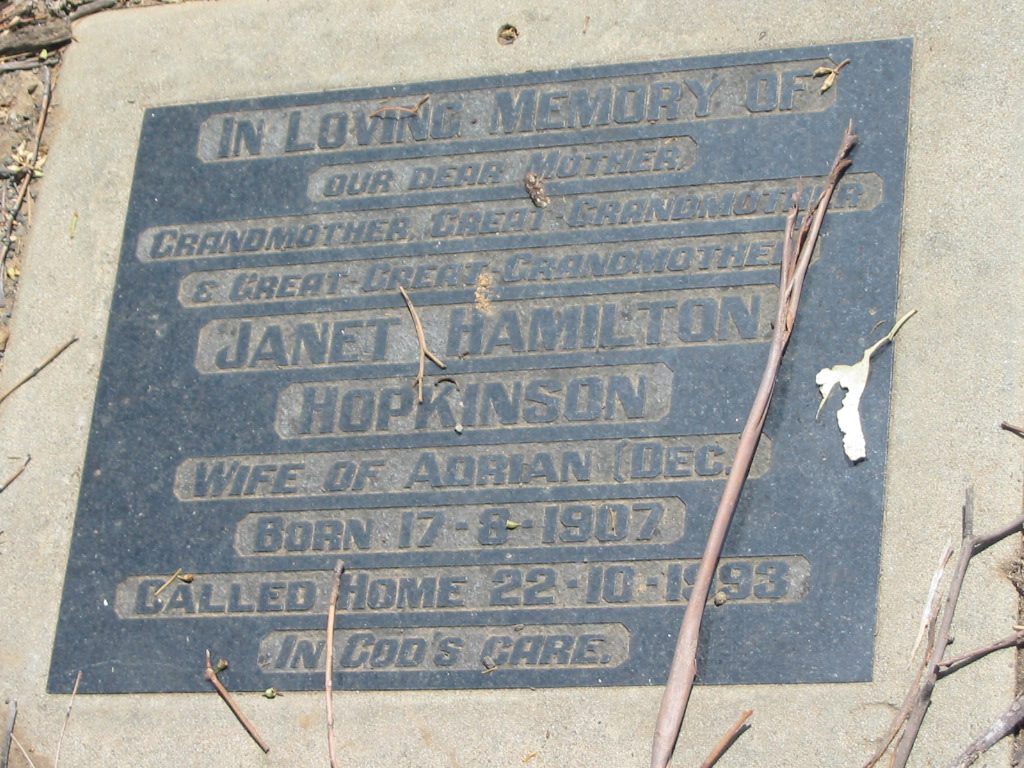 In Loving Memory of
our dear Mother,
Grandmother, Great-Grandmother
& Great-Great-Grandmother
Janet Hamilton
Hopkinson
Wife of Adrian (Dec.)
Born 17-8-1907
Called Home 22-10-1993
In God's care.